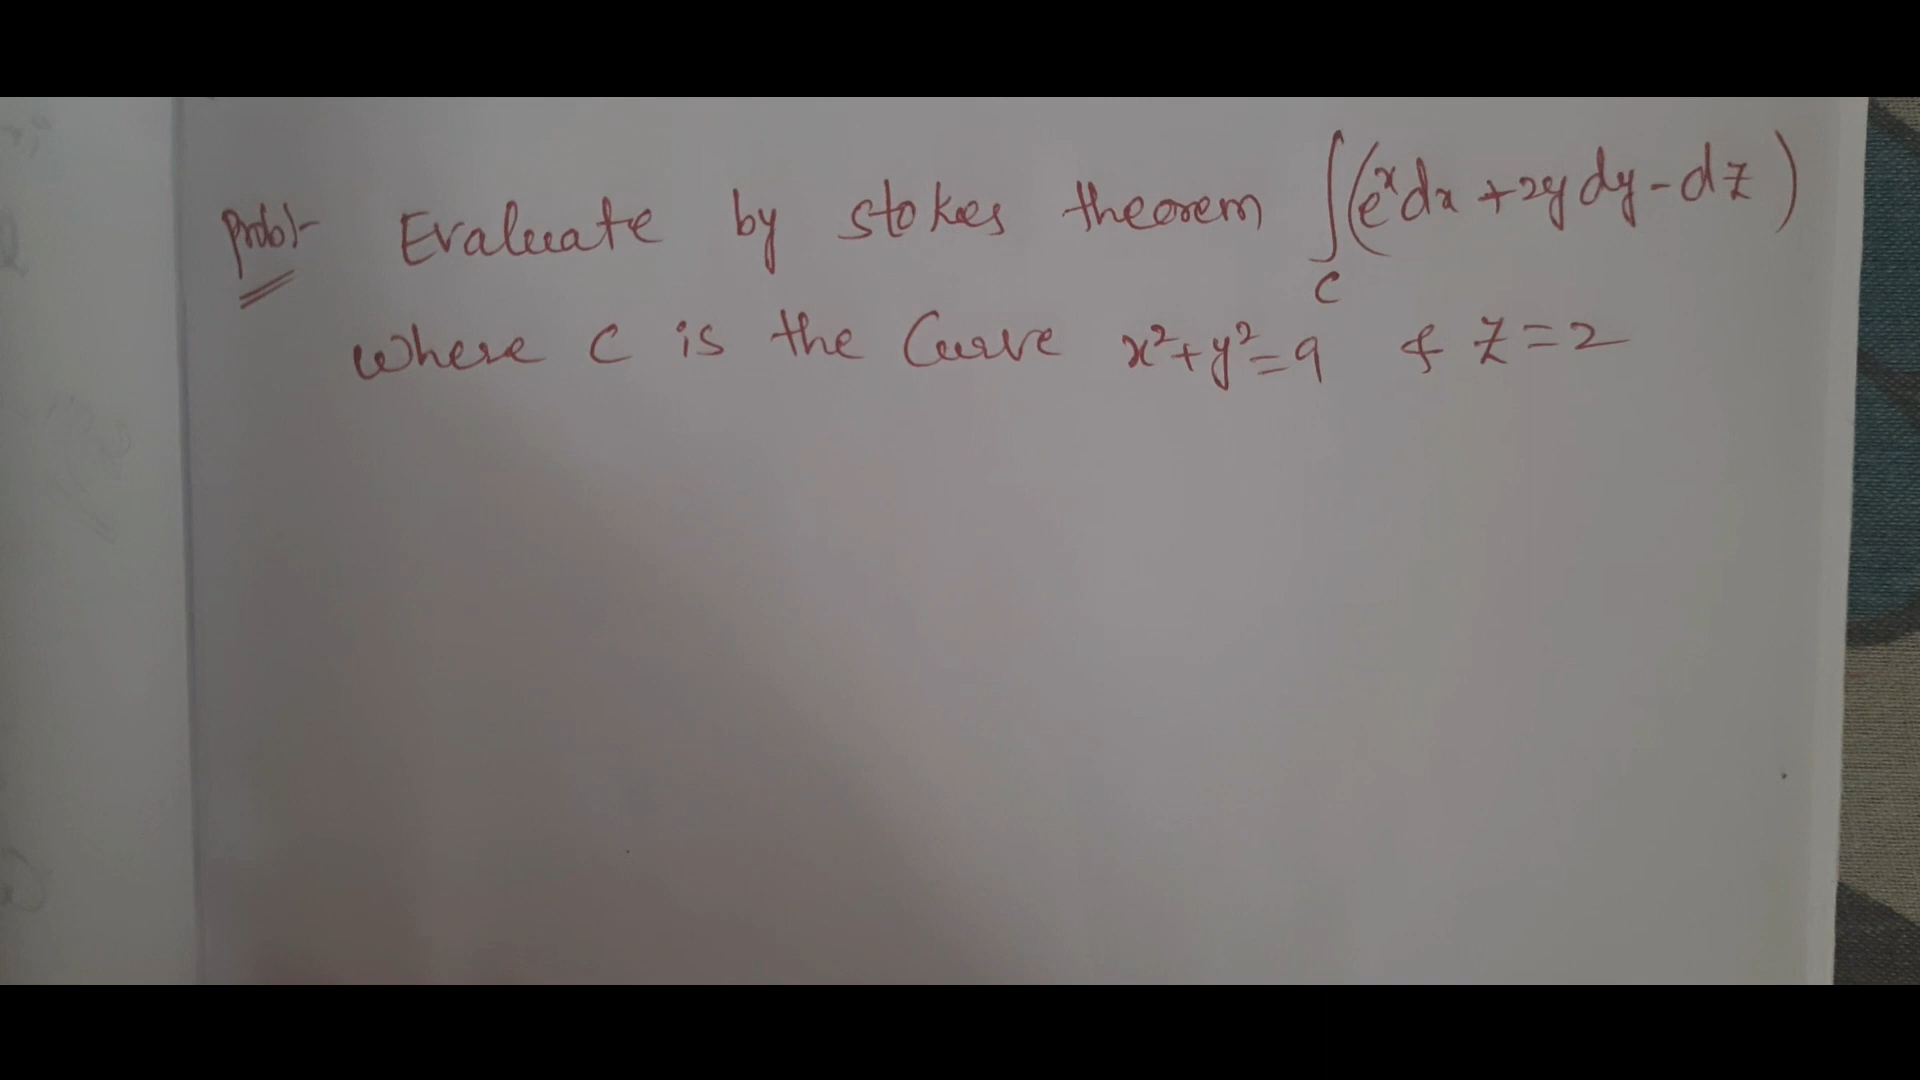 Prob:- Evaluate by stokes theorem ∫_C (e^x dx + 2y dy - dz)
where C is the Curve x²+y²=9 & z=2